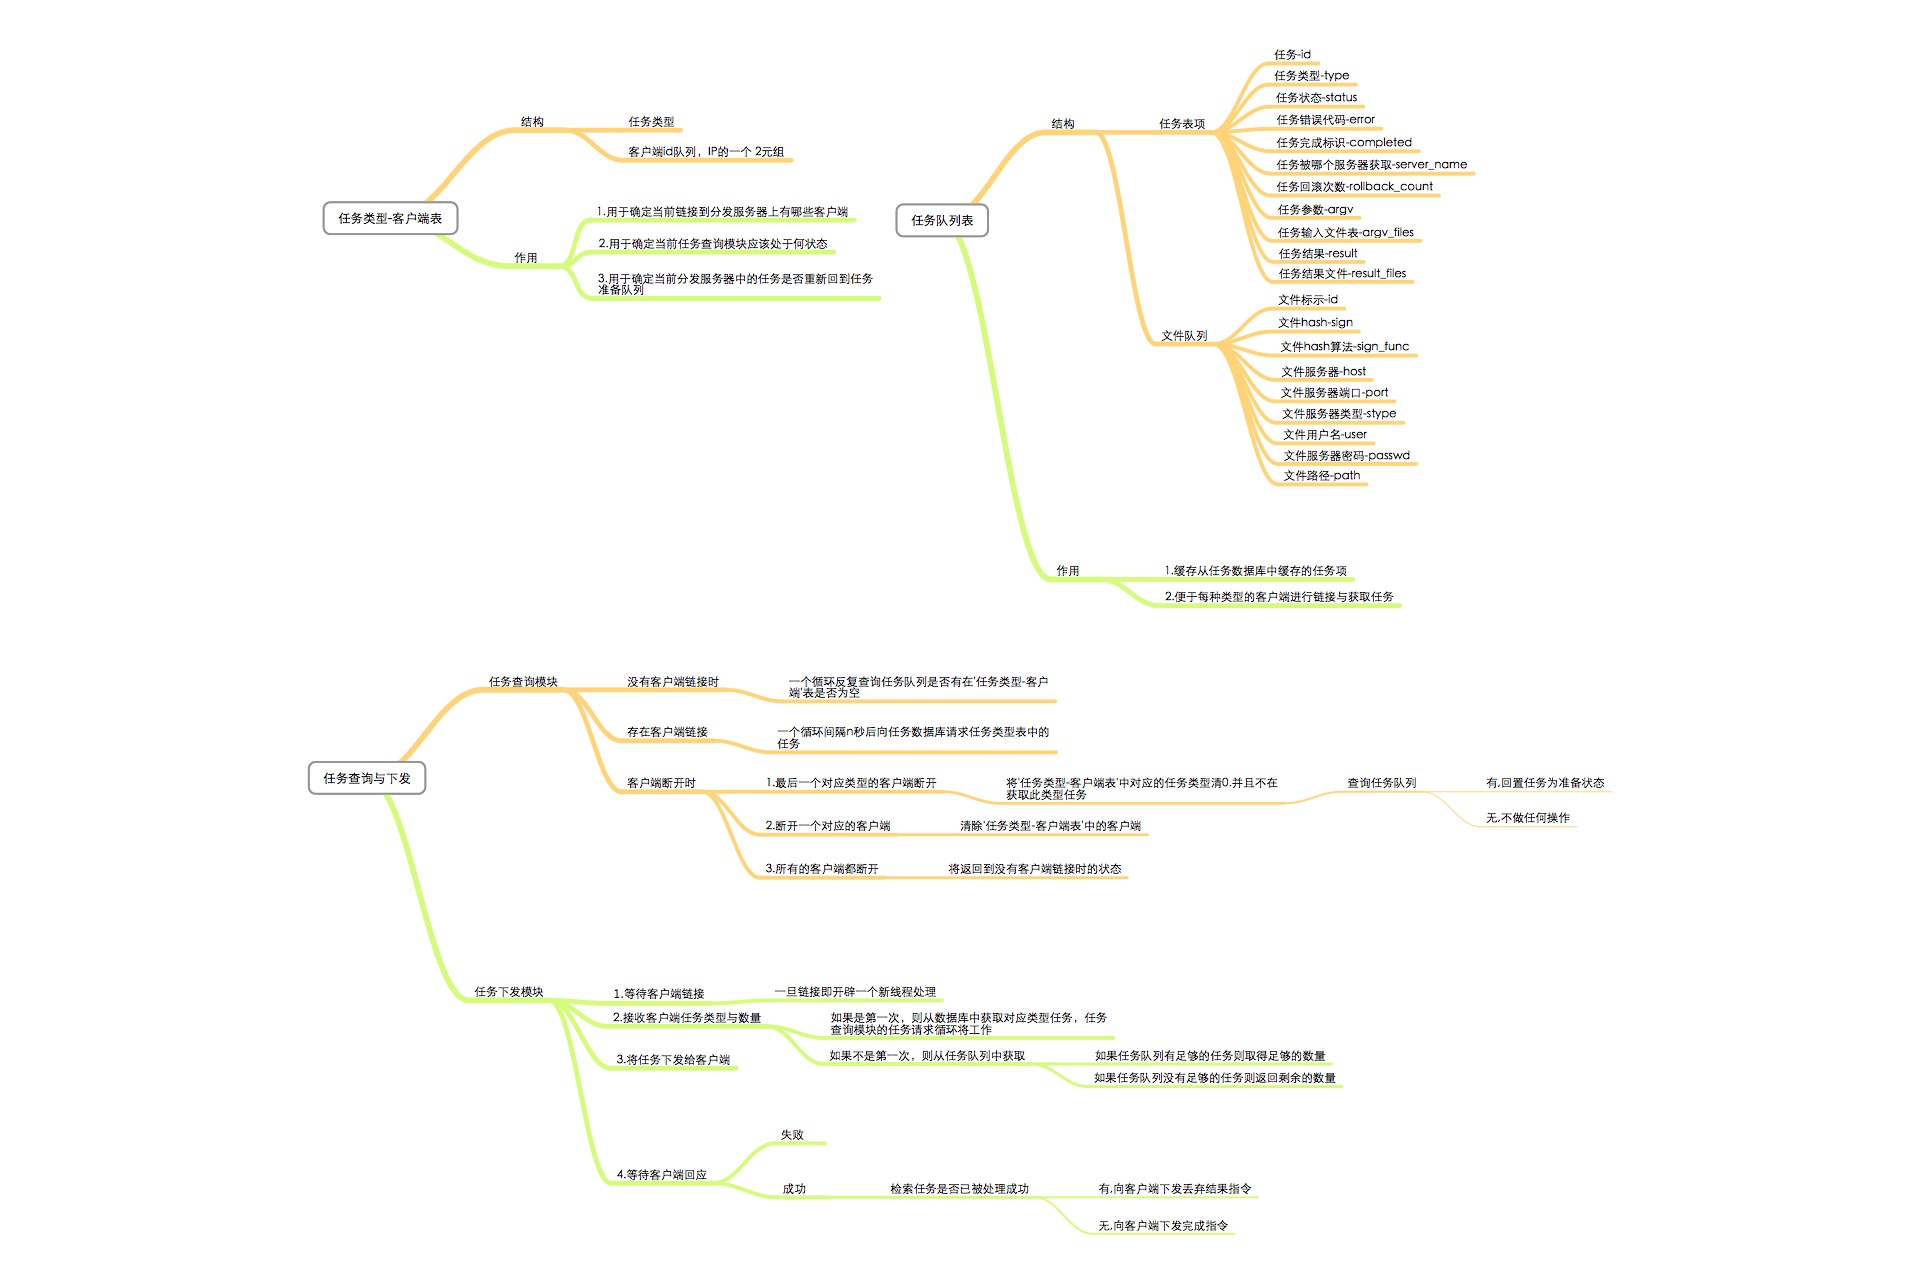 任务类型-客户端表
结构
任务类型
客户端id队列，IP的一个 2元组
作用
1.用于确定当前链接到分发服务器上有哪些客户端
2.用于确定当前任务查询模块应该处于何状态
3.用于确定当前分发服务器中的任务是否重新回到任务
准备队列
任务队列表
结构
任务表项
任务-id
任务类型-type
任务状态-status
任务错误代码-error
任务完成标识-completed
任务被哪个服务器获取-server_name
任务回滚次数-rollback_count
任务参数-argv
任务输入文件表-argv_files
任务结果-result
任务结果文件-result_files
文件队列
文件标示-id
文件hash-sign
文件hash算法-sign_func
文件服务器-host
文件服务器端口-port
文件服务器类型-stype
文件用户名-user
文件服务器密码-passwd
文件路径-path
作用
1.缓存从任务数据库中缓存的任务项
2.便于每种类型的客户端进行链接与获取任务
任务查询与下发
任务查询模块
没有客户端链接时
一个循环反复查询任务队列是否有在'任务类型-客户
端'表是否为空
存在客户端链接
一个循环间隔n秒后向任务数据库请求任务类型表中的
任务
客户端断开时
1.最后一个对应类型的客户端断开
将'任务类型-客户端表'中对应的任务类型清0.并且不在
获取此类型任务
查询任务队列
有,回置任务为准备状态
无,不做任何操作
2.断开一个对应的客户端
清除'任务类型-客户端表'中的客户端
3.所有的客户端都断开
将返回到没有客户端链接时的状态
任务下发模块
1.等待客户端链接
一旦链接即开辟一个新线程处理
2.接收客户端任务类型与数量
如果是第一次，则从数据库中获取对应类型任务，任务
查询模块的任务请求循环将工作
如果不是第一次，则从任务队列中获取
如果任务队列有足够的任务则取得足够的数量
如果任务队列没有足够的任务则返回剩余的数量
3.将任务下发给客户端
4.等待客户端回应
失败
成功
检索任务是否已被处理成功
有,向客户端下发丢弃结果指令
无,向客户端下发完成指令